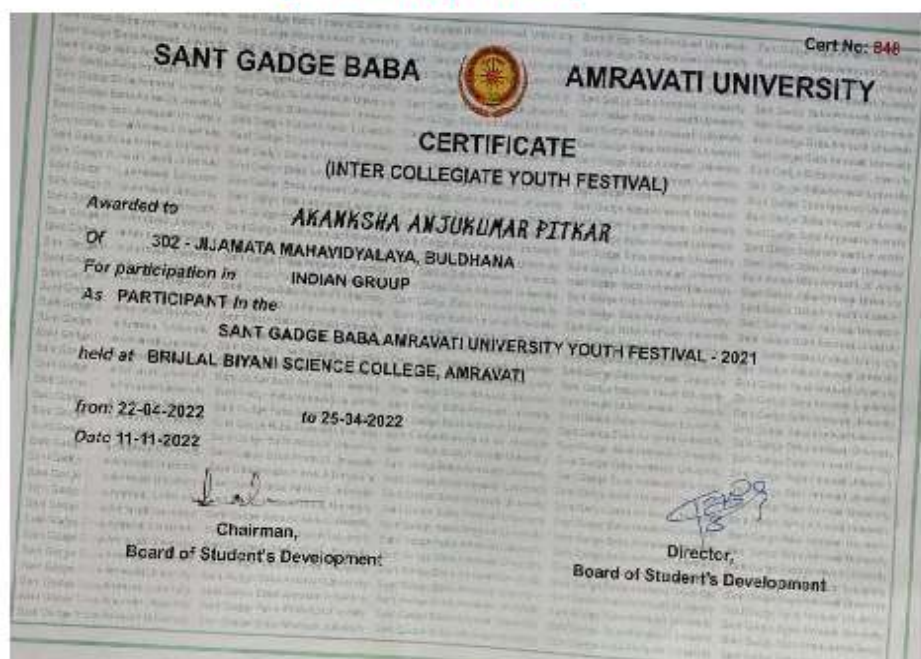 Cert No: 846
SANT GADGE BABA AMRAVATI UNIVERSITY
CERTIFICATE
(INTER COLLEGIATE YOUTH FESTIVAL)
Awarded to AKANKSHA ANJUKUMAR PITKAR
Of 302 - JIJAMATA MAHAVIDYALAYA, BULDHANA
For participation in INDIAN GROUP
As PARTICIPANT In the
SANT GADGE BABA AMRAVATI UNIVERSITY YOUTH FESTIVAL - 2021
held at BRIJLAL BIYANI SCIENCE COLLEGE, AMRAVATI
from: 22-04-2022 to 25-04-2022
Date 11-11-2022
Chairman,
Board of Student's Development
Director,
Board of Student's Development